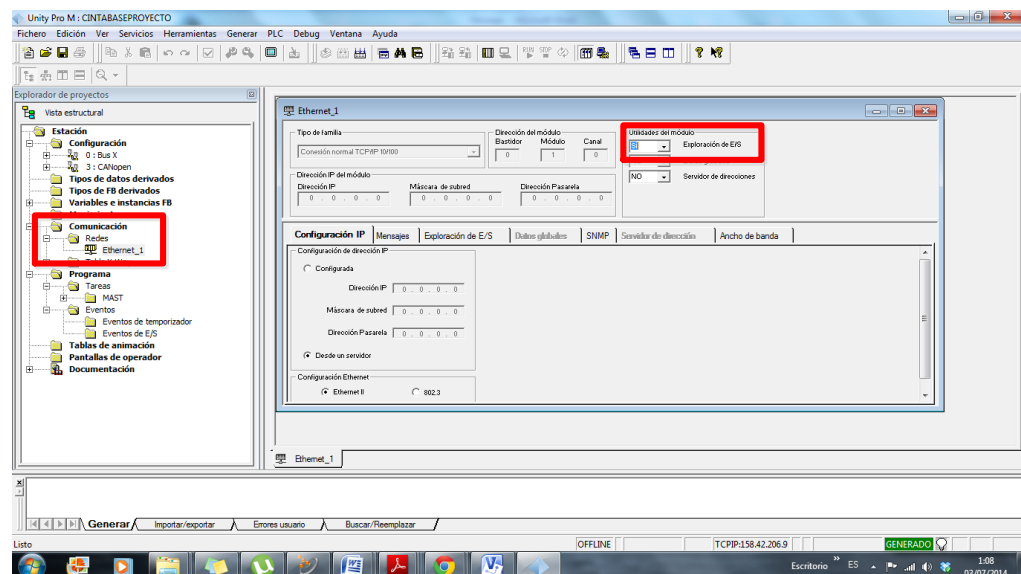 Unity Pro M : CINTABASEPROYECTO
Fichero Edición Ver Servicios Herramientas Generar PLC Debug Ventana Ayuda
RUN STOP
Explorador de proyectos
Vista estructural
Estación
Configuración
0 : Bus X
3 : CANopen
Tipos de datos derivados
Tipos de FB derivados
Variables e instancias FB
Comunicación
Redes
Ethernet_1
Programa
Tareas
MAST
Eventos
Eventos de temporizador
Eventos de E/S
Tablas de animación
Pantallas de operador
Documentación
Ethernet_1
Tipo de familia
Conexión normal TCP/IP 10/100
Dirección del módulo
Bastidor Módulo Canal
0 1 0
Utilidades del módulo
SI Exploración de E/S
NO Servidor de direcciones
Dirección IP del módulo
Dirección IP Máscara de subred Dirección Pasarela
0 . 0 . 0 . 0 0 . 0 . 0 . 0 0 . 0 . 0 . 0
Configuración IP Mensajes Exploración de E/S Datos globales SNMP Servidor de dirección Ancho de banda
Configuración de dirección IP
Configurada
Dirección IP 0 . 0 . 0 . 0
Máscara de subred 0 . 0 . 0 . 0
Dirección Pasarela 0 . 0 . 0 . 0
Desde un servidor
Configuración Ethernet
Ethernet II 802.3
Ethernet_1
Generar Importar/exportar Errores usuario Buscar/Reemplazar
Listo OFFLINE TCPIP:158.42.206.9 GENERADO
Escritorio » ES 1:08
02/07/2014